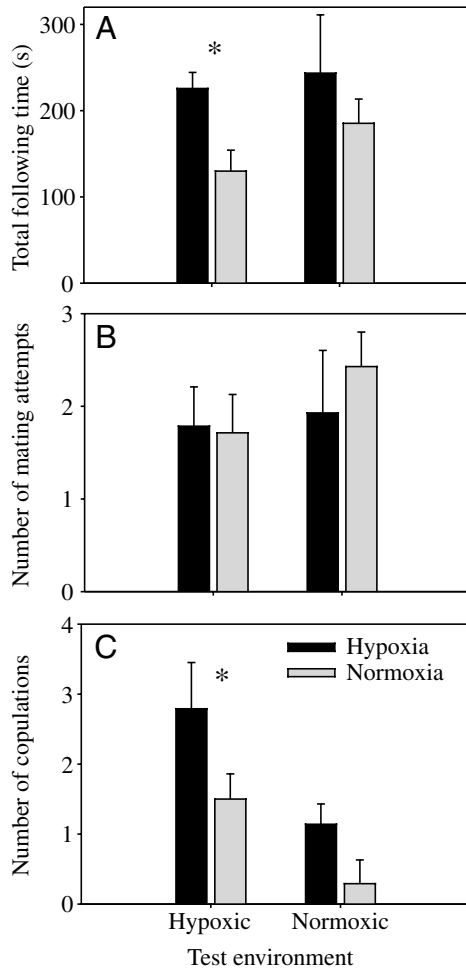 A
Total following time (s)
300
200
100
0
*
B
Number of mating attempts
3
2
1
0
C
Number of copulations
4
3
2
1
0
*
Hypoxia
Normoxia
Hypoxic Normoxic
Test environment